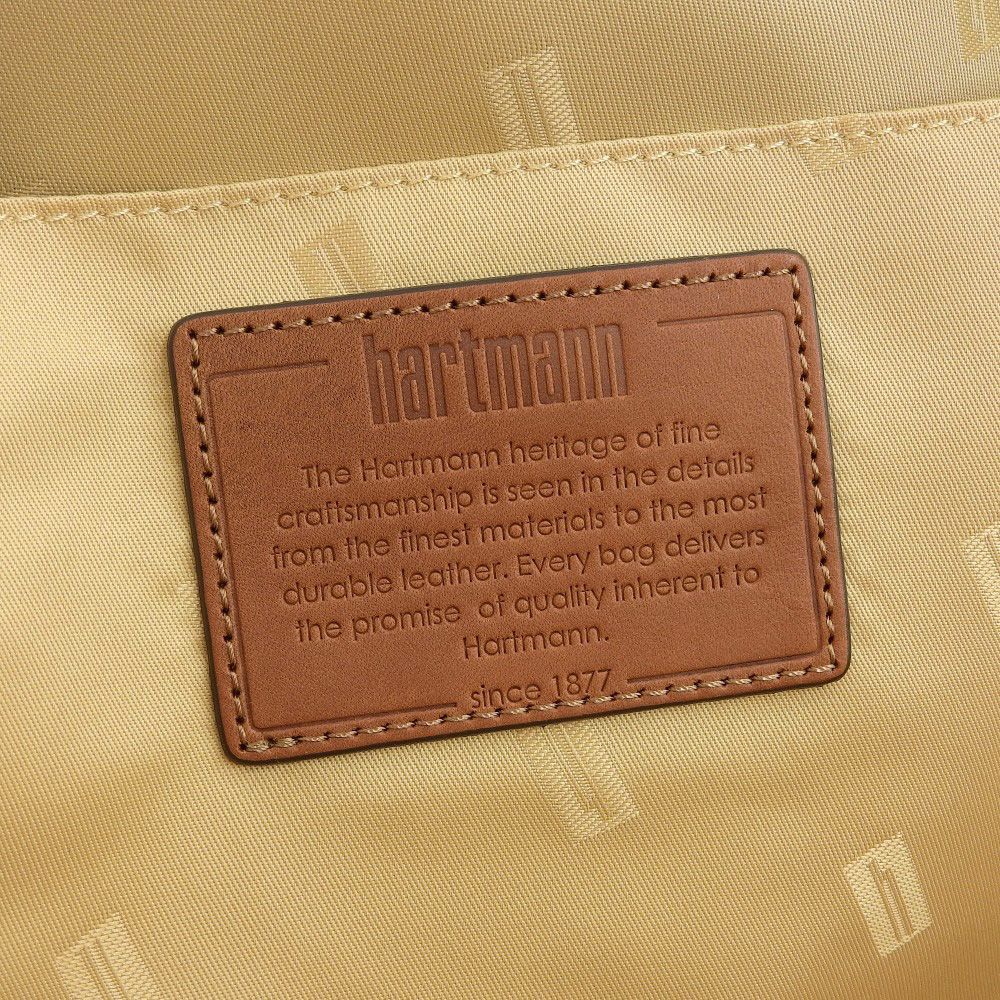 hartmann
The Hartmann heritage of fine
craftsmanship is seen in the details
from the finest materials to the most
durable leather. Every bag delivers
the promise of quality inherent to
Hartmann.
since 1877